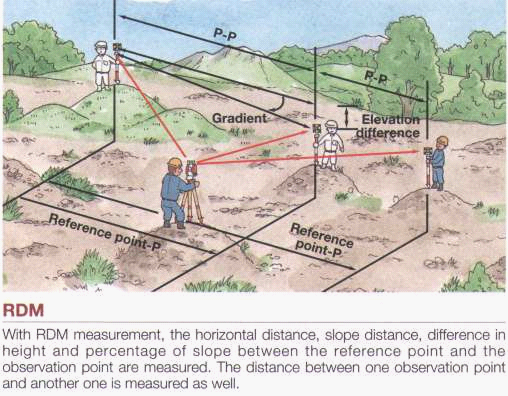 P-P
P-P
Gradient
Elevation
difference
Reference
point-P
Reference
point-P
RDM
With RDM measurement, the horizontal distance, slope distance, difference in
height and percentage of slope between the reference point and the
observation point are measured. The distance between one observation point
and another one is measured as well.